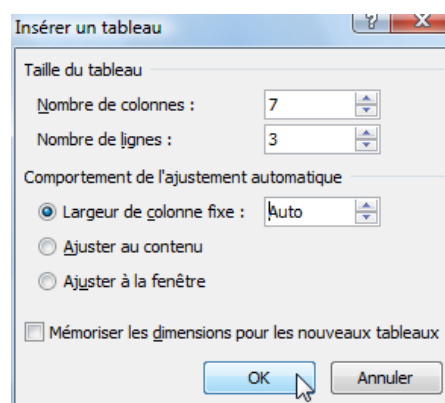 Insérer un tableau
Taille du tableau
Nombre de colonnes : 7
Nombre de lignes : 3
Comportement de l'ajustement automatique
Largeur de colonne fixe : Auto
Ajuster au contenu
Ajuster à la fenêtre
Mémoriser les dimensions pour les nouveaux tableaux
OK Annuler